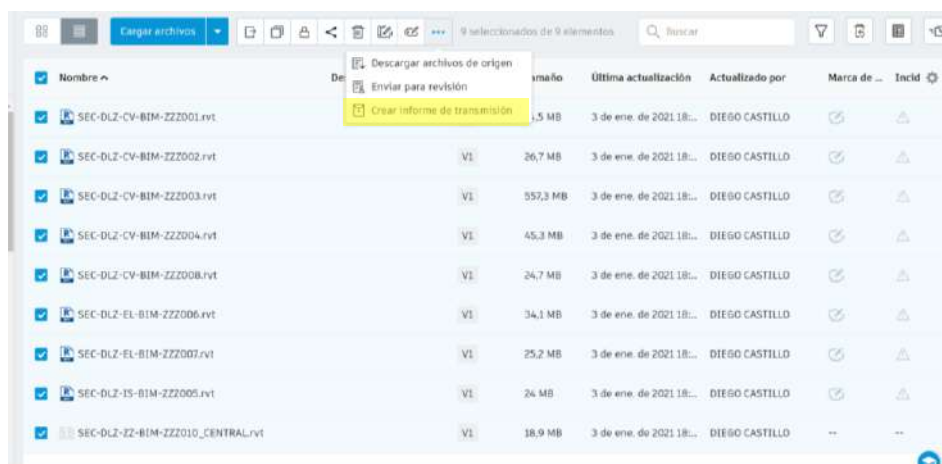 Cargar archivos 9 seleccionados de 9 elementos Buscar
Descargar archivos de origen
Enviar para revisión
Crear informe de transmisión
Nombre Última actualización Actualizado por Marca de ... Incid
SEC-DLZ-CV-BIM-ZZZ001.rvt 3 de ene. de 2021 18:... DIEGO CASTILLO
SEC-DLZ-CV-BIM-ZZZ002.rvt V1 26,7 MB 3 de ene. de 2021 18:... DIEGO CASTILLO
SEC-DLZ-CV-BIM-ZZZ003.rvt V1 557,3 MB 3 de ene. de 2021 18:... DIEGO CASTILLO
SEC-DLZ-CV-BIM-ZZZ004.rvt V1 45,3 MB 3 de ene. de 2021 18:... DIEGO CASTILLO
SEC-DLZ-CV-BIM-ZZZ008.rvt V1 24,7 MB 3 de ene. de 2021 18:... DIEGO CASTILLO
SEC-DLZ-EL-BIM-ZZZ006.rvt V1 34,1 MB 3 de ene. de 2021 18:... DIEGO CASTILLO
SEC-DLZ-EL-BIM-ZZZ007.rvt V1 25,2 MB 3 de ene. de 2021 18:... DIEGO CASTILLO
SEC-DLZ-IS-BIM-ZZZ005.rvt V1 24 MB 3 de ene. de 2021 18:... DIEGO CASTILLO
SEC-DLZ-ZZ-BIM-ZZZ010_CENTRAL.rvt V1 18,9 MB 3 de ene. de 2021 18:... DIEGO CASTILLO -- --